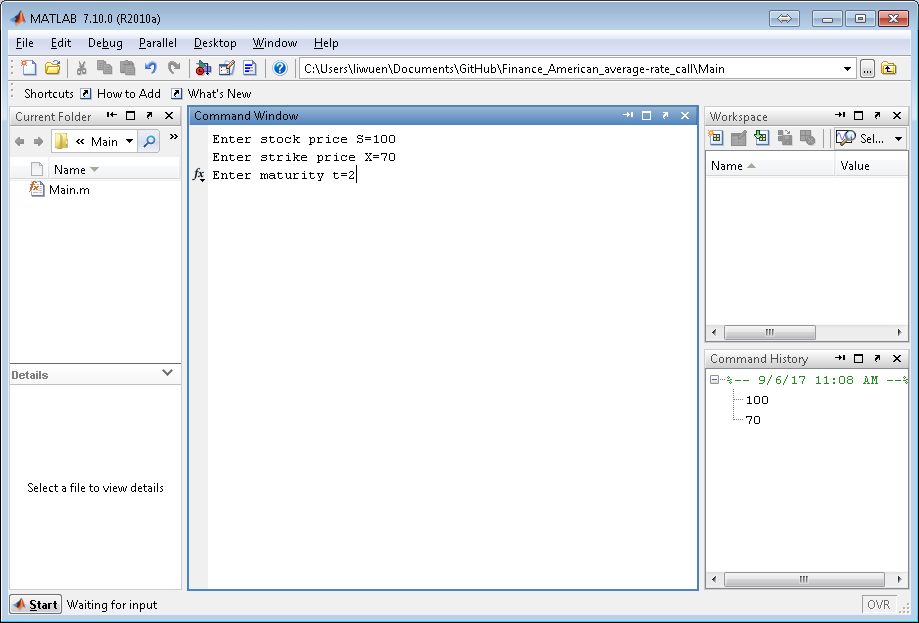 MATLAB 7.10.0 (R2010a)
File Edit Debug Parallel Desktop Window Help
C:\Users\liwuen\Documents\GitHub\Finance_American_average-rate_call\Main
...
Shortcuts How to Add What's New
Current Folder
« Main »
Name
Main.m
Details
Select a file to view details
Command Window
Enter stock price S=100
Enter strike price X=70
fx Enter maturity t=2
Workspace
Sel...
Name Value
Command History
%-- 9/6/17 11:08 AM --%
100
70
Start Waiting for input
OVR